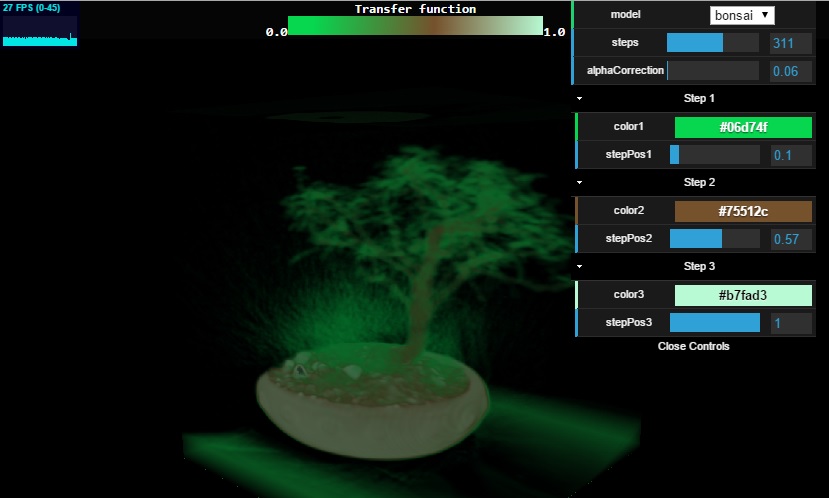 27 FPS (0-45)
Transfer function
0.0
1.0
model
bonsai
steps
311
alphaCorrection
0.06
Step 1
color1
#06d74f
stepPos1
0.1
Step 2
color2
#75512c
stepPos2
0.57
Step 3
color3
#b7fad3
stepPos3
1
Close Controls